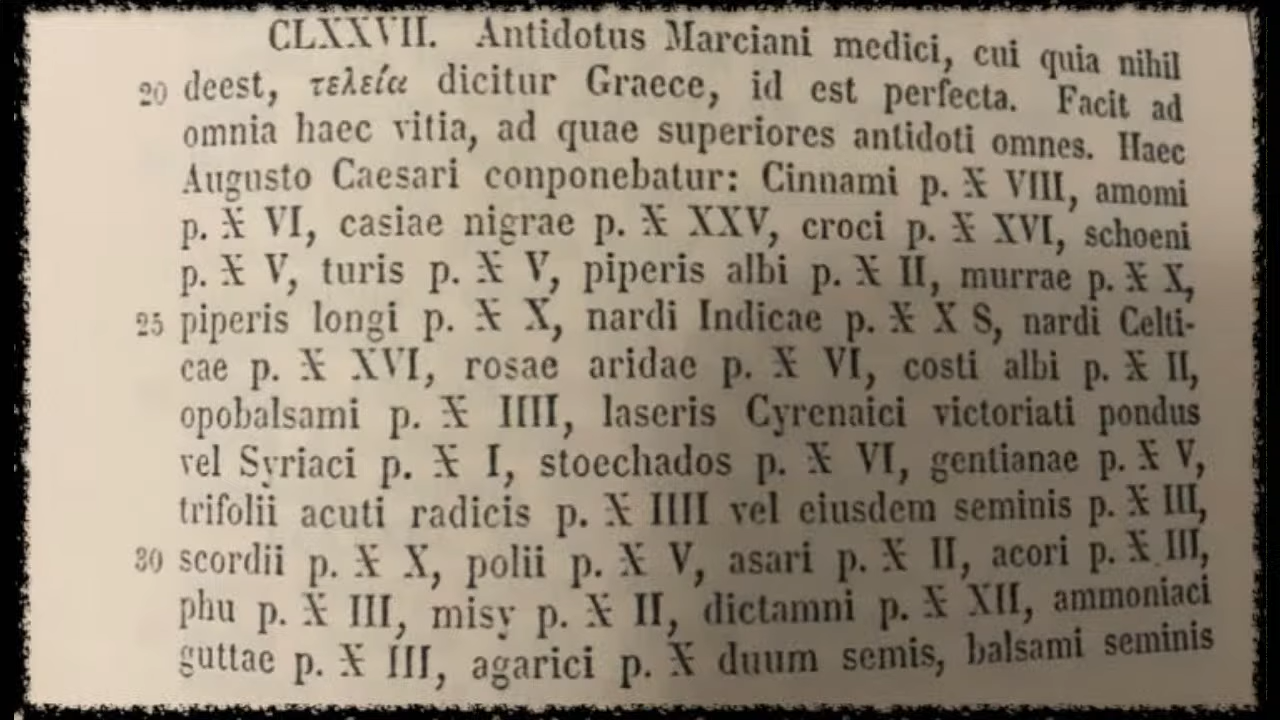 CLXXVII. Antidotus Marciani medici, cui quia nihil
20 deest, τελεία dicitur Graece, id est perfecta. Facit ad
omnia haec vitia, ad quae superiores antidoti omnes. Haec
Augusto Caesari conponebatur: Cinnami p. X̶ VIII, amomi
p. X̶ VI, casiae nigrae p. X̶ XXV, croci p. X̶ XVI, schoeni
p. X̶ V, turis p. X̶ V, piperis albi p. X̶ II, murrae p. X̶ X,
25 piperis longi p. X̶ X, nardi Indicae p. X̶ X S, nardi Celti-
cae p. X̶ XVI, rosae aridae p. X̶ VI, costi albi p. X̶ II,
opobalsami p. X̶ IIII, laseris Cyrenaici victoriati pondus
vel Syriaci p. X̶ I, stoechados p. X̶ VI, gentianae p. X̶ V,
trifolii acuti radicis p. X̶ IIII vel eiusdem seminis p. X̶ III,
30 scordii p. X̶ X, polii p. X̶ V, asari p. X̶ II, acori p. X̶ III,
phu p. X̶ III, misy p. X̶ II, dictamni p. X̶ XII, ammoniaci
guttae p. X̶ III, agarici p. X̶ duum semis, balsami seminis